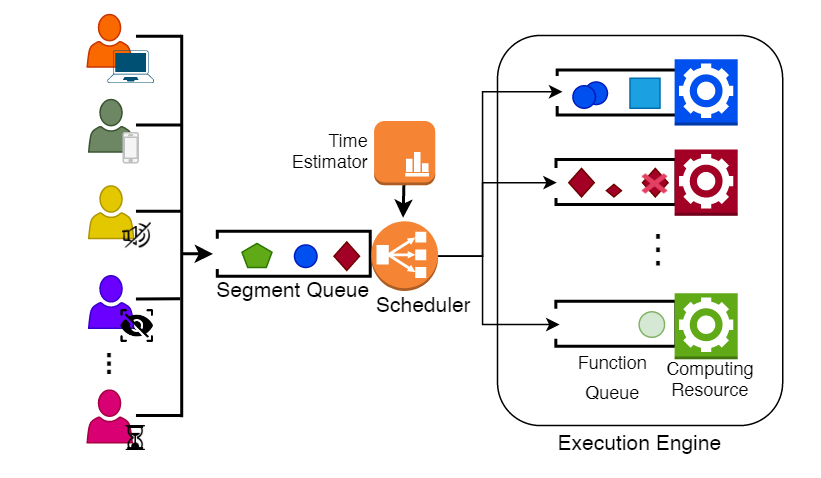 Time
Estimator
Segment Queue
Scheduler
Function
Queue
Computing
Resource
Execution Engine